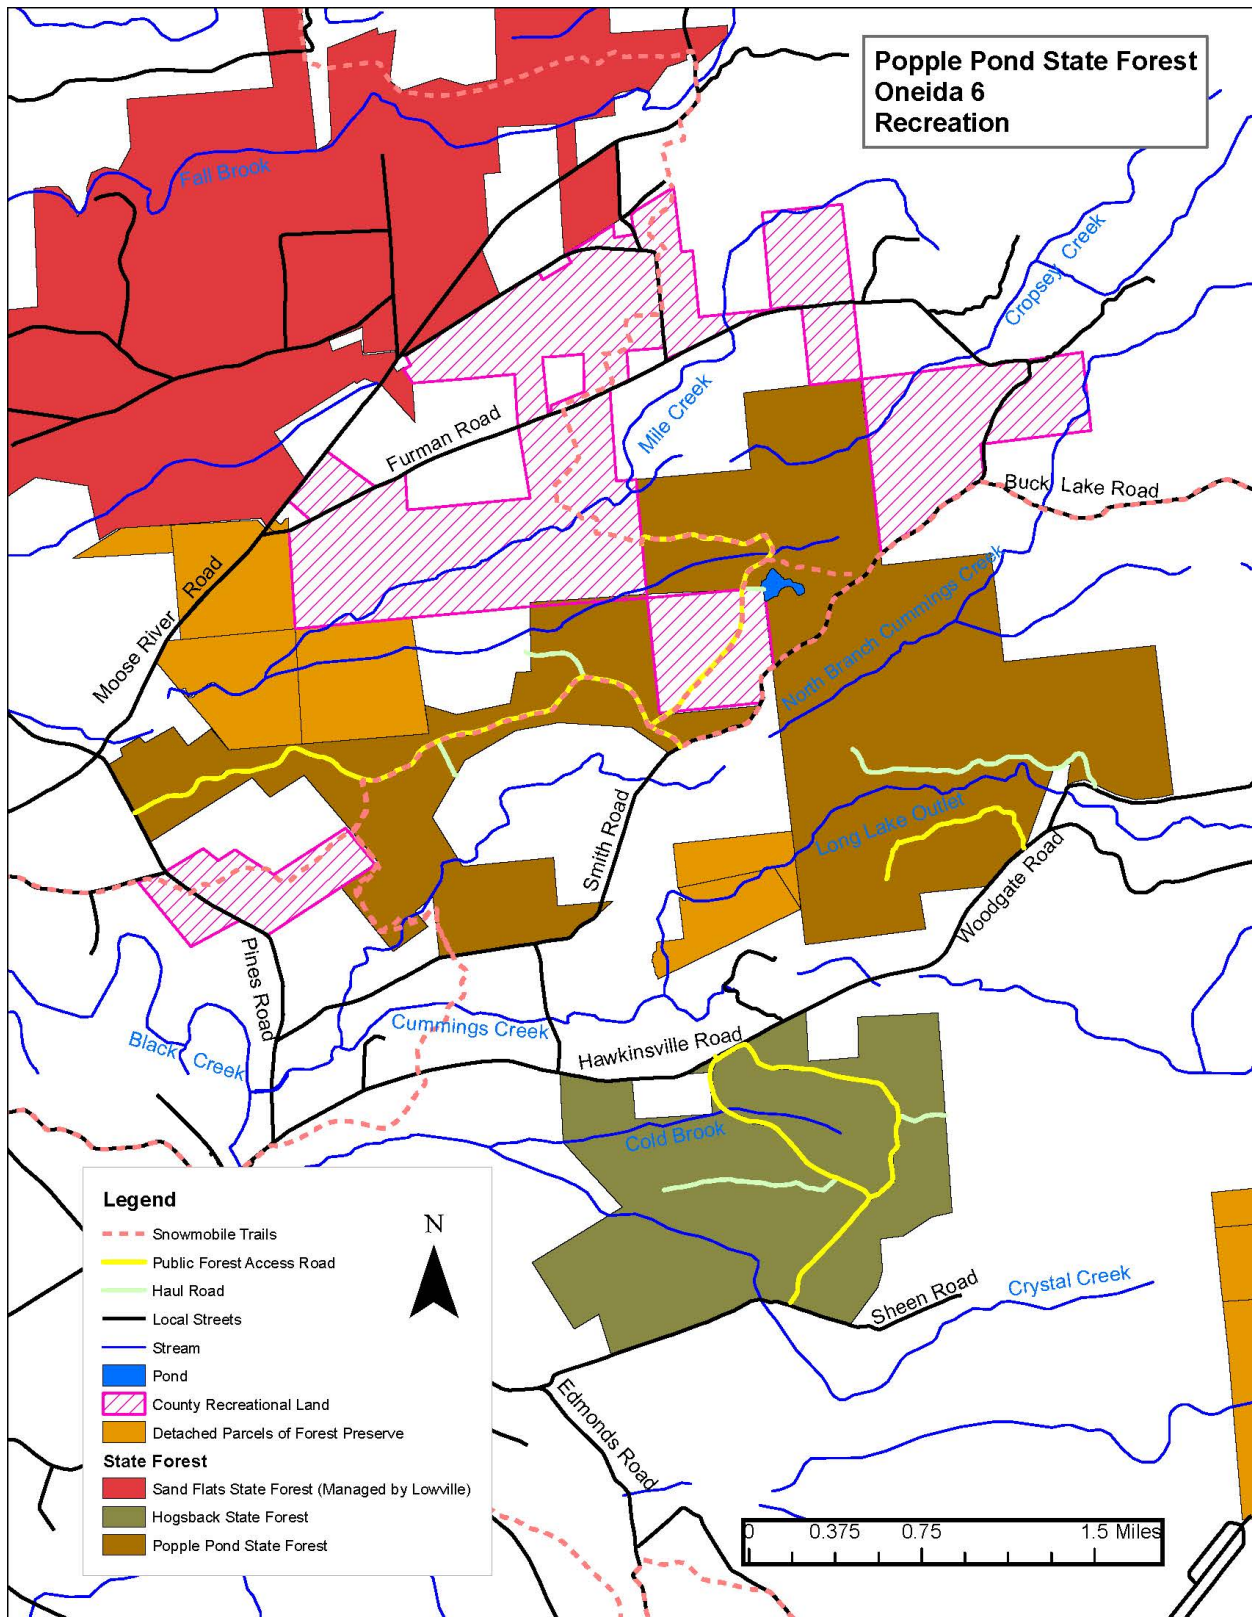 Popple Pond State Forest
Oneida 6
Recreation
Fall Brook
Cropsey Creek
Mile Creek
Furman Road
Buck Lake Road
Moose River Road
North Branch Cummings Creek
Smith Road
Long Lake Outlet
Woodgate Road
Pines Road
Cummings Creek
Black Creek
Hawkinsville Road
Cold Brook
Sheen Road
Crystal Creek
Edmonds Road
Legend
N
Snowmobile Trails
Public Forest Access Road
Haul Road
Local Streets
Stream
Pond
County Recreational Land
Detached Parcels of Forest Preserve
State Forest
Sand Flats State Forest (Managed by Lowville)
Hogsback State Forest
Popple Pond State Forest
0 0.375 0.75 1.5 Miles